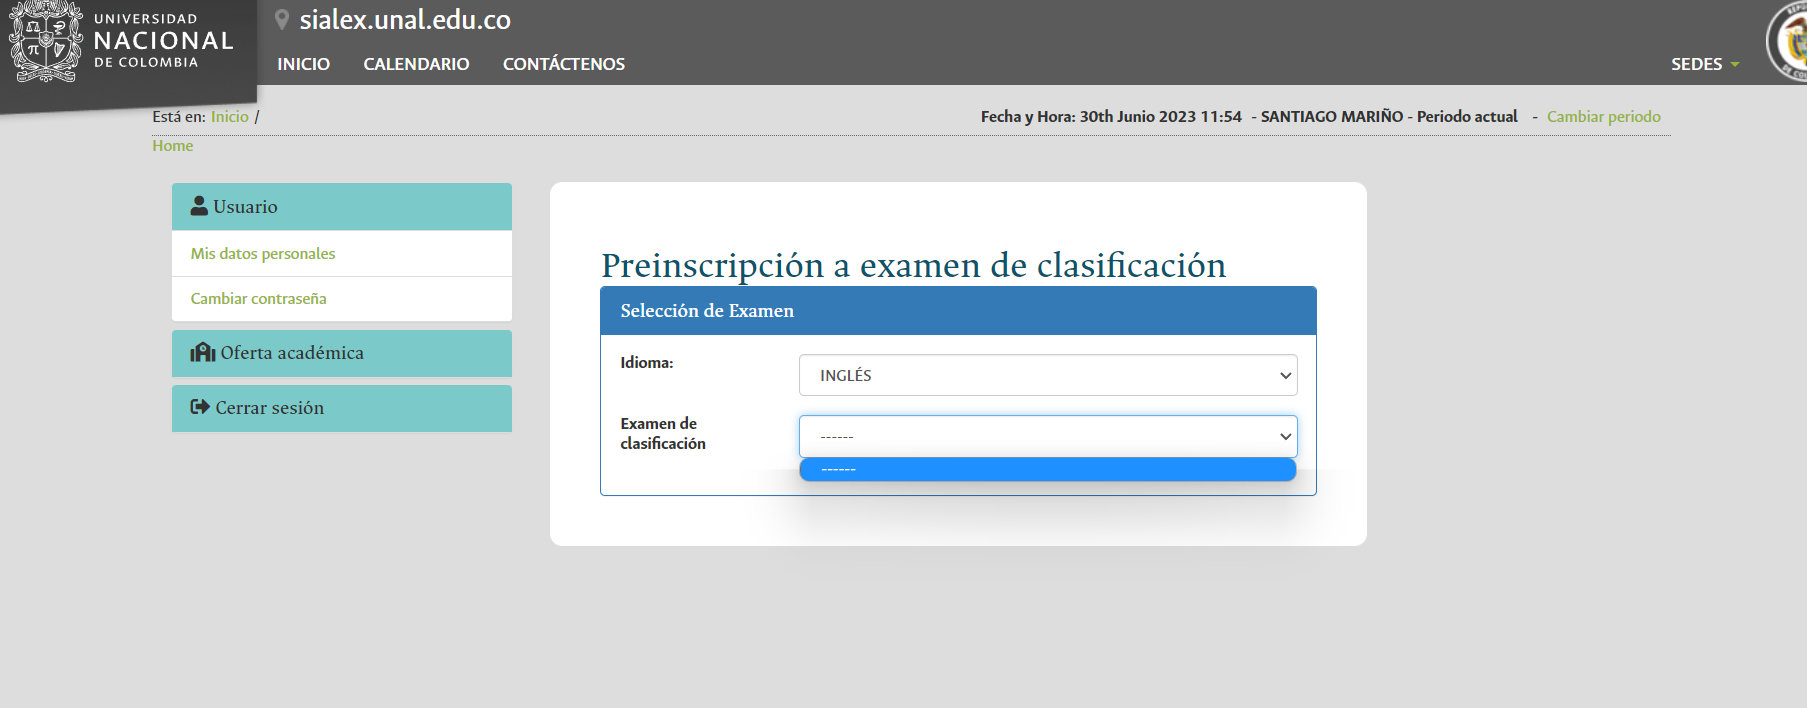 UNIVERSIDAD
NACIONAL
DE COLOMBIA
sialex.unal.edu.co
INICIO CALENDARIO CONTÁCTENOS
SEDES
Está en: Inicio /
Fecha y Hora: 30th Junio 2023 11:54 - SANTIAGO MARIÑO - Periodo actual - Cambiar periodo
Home
Usuario
Mis datos personales
Cambiar contraseña
Oferta académica
Cerrar sesión
Preinscripción a examen de clasificación
Selección de Examen
Idioma:
INGLÉS
Examen de
clasificación
------
------